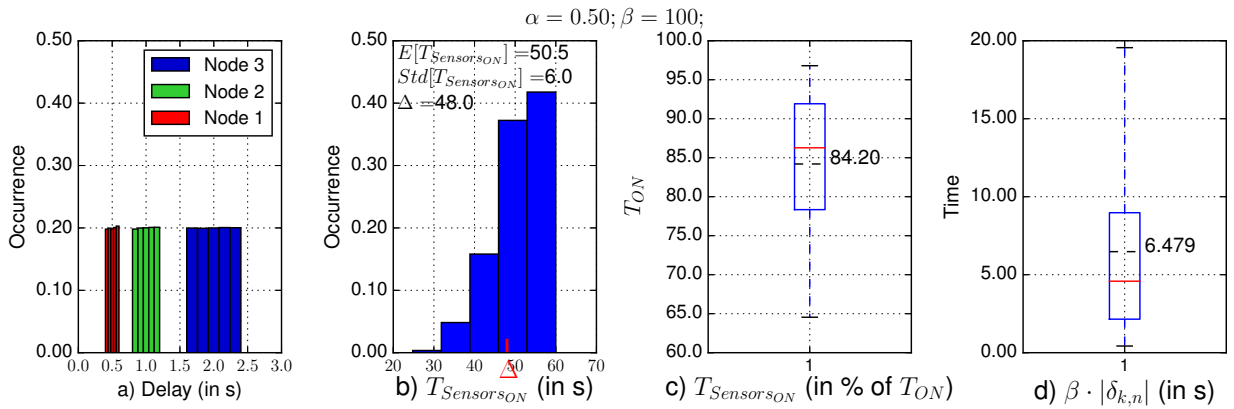 α = 0.50; β = 100;
Occurrence
0.50
0.40
0.30
0.20
0.10
0.00
0.0 0.5 1.0 1.5 2.0 2.5 3.0
Node 3
Node 2
Node 1
a) Delay (in s)
Occurrence
0.50
0.40
0.30
0.20
0.10
0.00
20 30 40 50 60 70
E[T_{Sensors_{ON}}] =50.5
Std[T_{Sensors_{ON}}] =6.0
Δ =48.0
Δ
b) T_{Sensors_{ON}} (in s)
T_{ON}
100.0
95.0
90.0
85.0
80.0
75.0
70.0
65.0
60.0
84.20
1
c) T_{Sensors_{ON}} (in % of T_{ON})
Time
20.00
15.00
10.00
5.00
0.00
6.479
1
d) β · |δ_{k,n}| (in s)